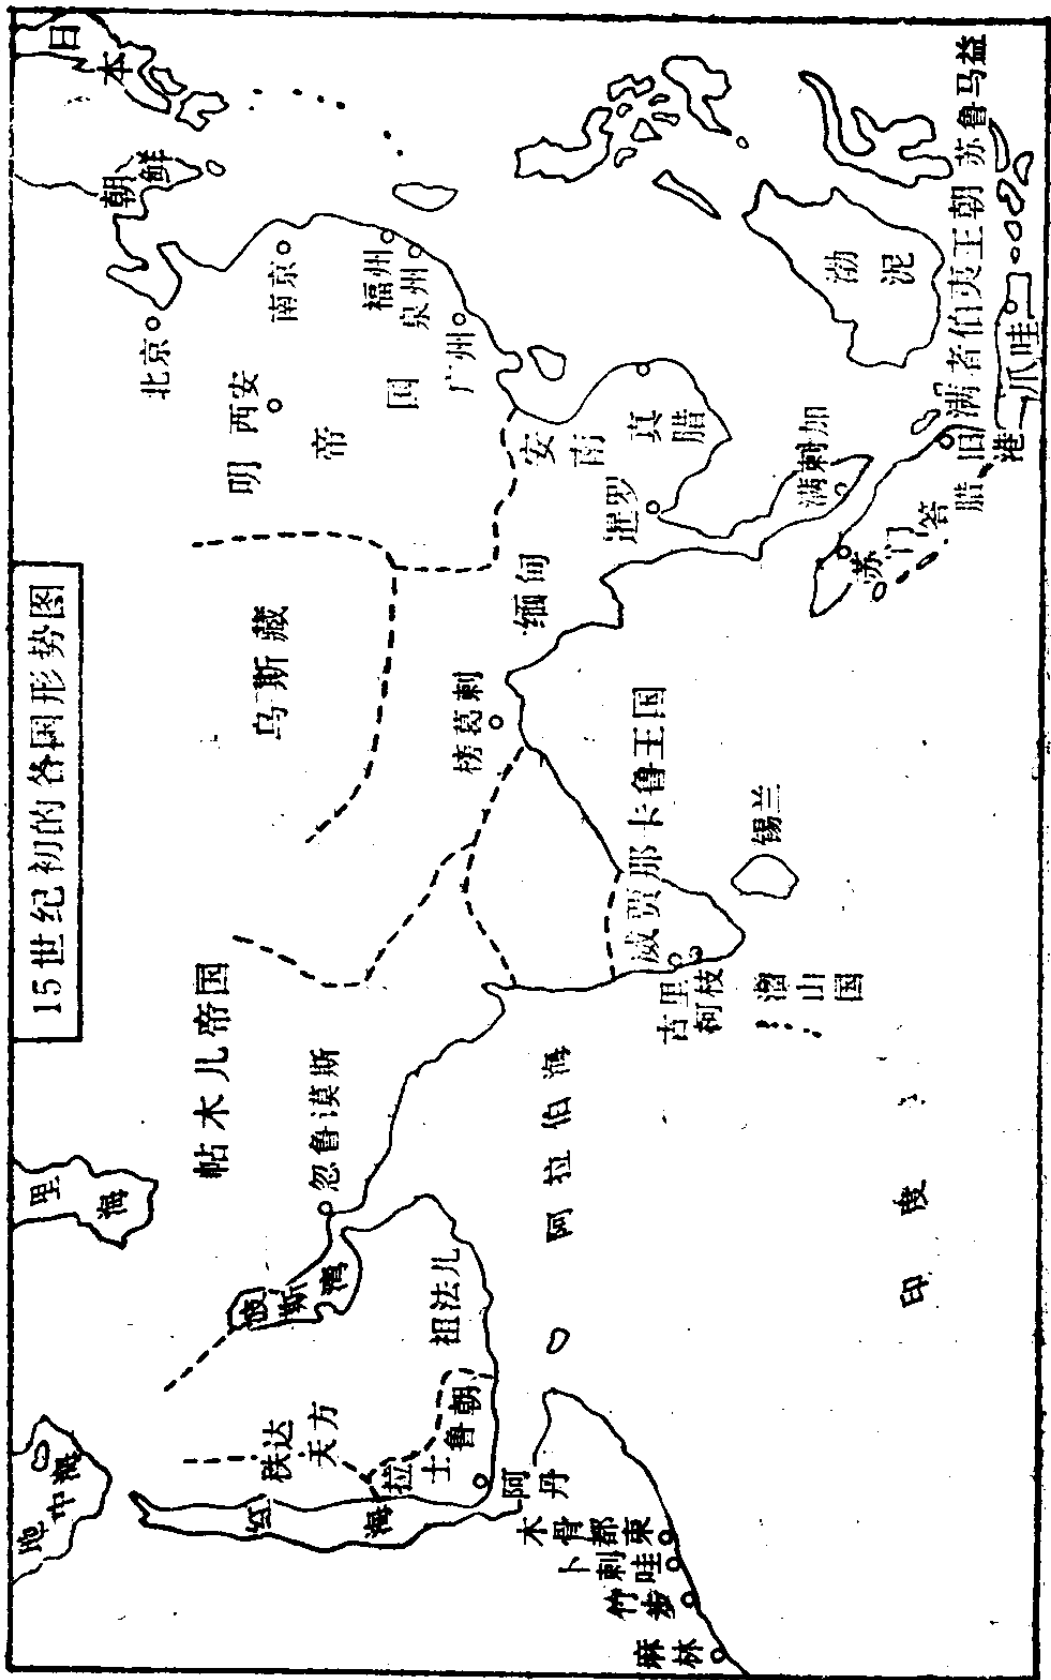 15世纪初的各国形势图
日本
朝鲜
北京
南京
西安
明帝国
福州
泉州
广州
乌斯藏
安南
真腊
暹罗
缅甸
榜葛剌
满剌加
渤泥
苏鲁马益
满者伯夷王朝
爪哇
旧港
苏门答腊
威贾那卡鲁王国
锡兰
古里
柯枝
溜山国
帖木儿帝国
忽鲁谟斯
里海
波斯湾
祖法儿
阿拉伯海
印度
地中海
秩达
天方
拉士鲁朝
红海
阿丹
木骨都束
卜剌哇
竹步
麻林